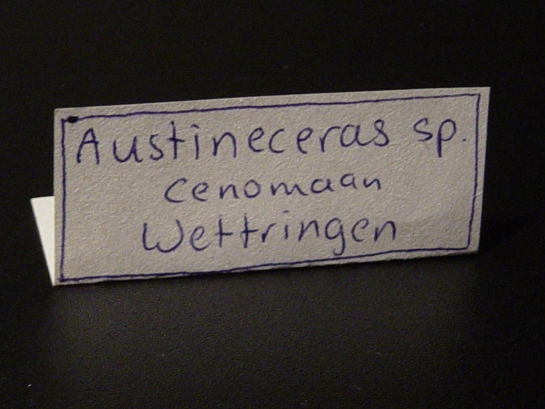 Austineceras sp.
Cenomaan
Wettringen